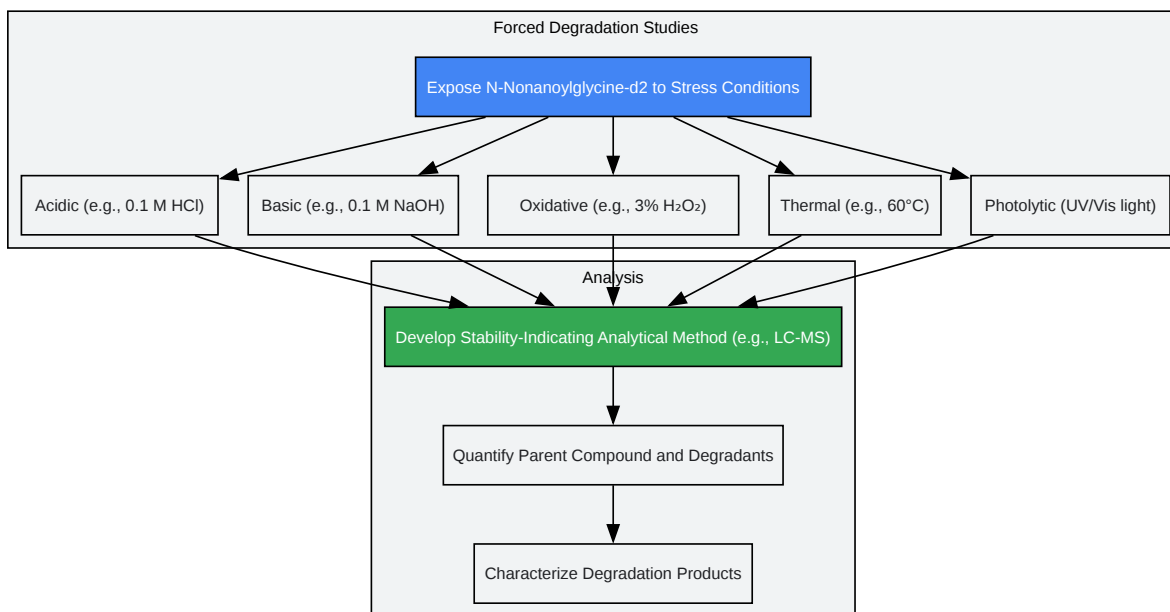 Forced Degradation Studies
Expose N-Nonanoylglycine-d2 to Stress Conditions
Acidic (e.g., 0.1 M HCl)
Basic (e.g., 0.1 M NaOH)
Oxidative (e.g., 3% H₂O₂)
Thermal (e.g., 60°C)
Photolytic (UV/Vis light)
Analysis
Develop Stability-Indicating Analytical Method (e.g., LC-MS)
Quantify Parent Compound and Degradants
Characterize Degradation Products